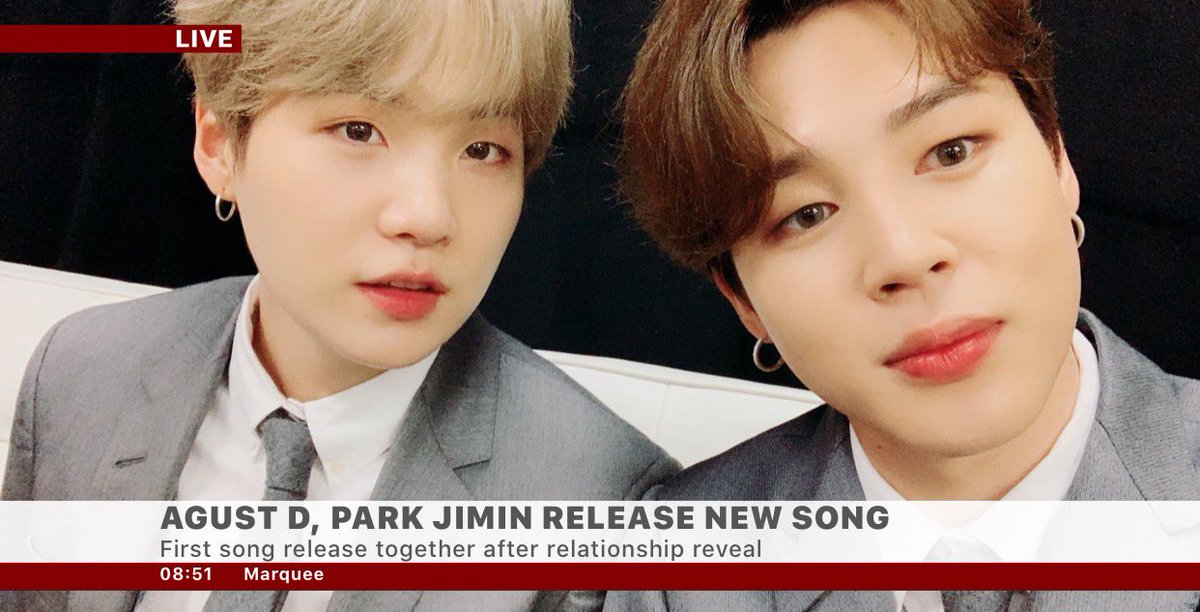 LIVE
AGUST D, PARK JIMIN RELEASE NEW SONG
First song release together after relationship reveal
08:51 Marquee